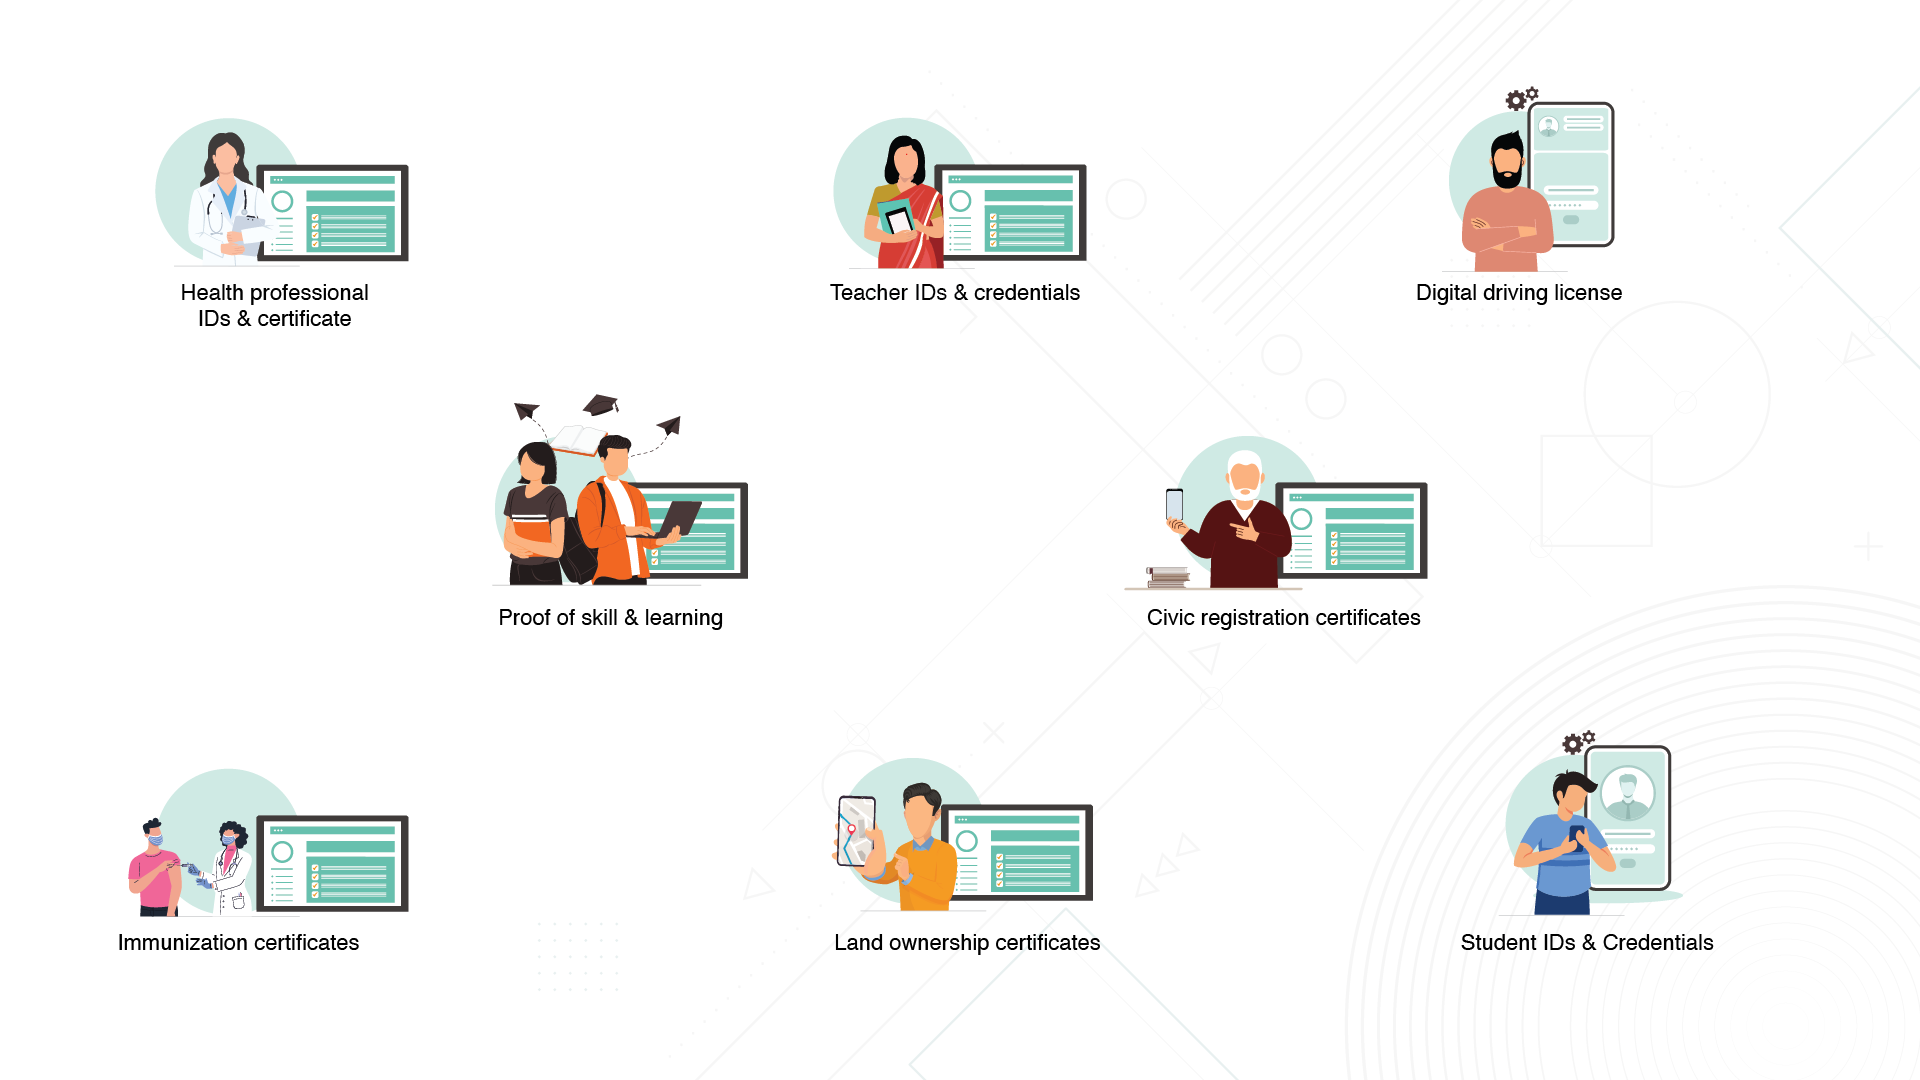 Health professional
IDs & certificate
Teacher IDs & credentials
Digital driving license
Proof of skill & learning
Civic registration certificates
Immunization certificates
Land ownership certificates
Student IDs & Credentials